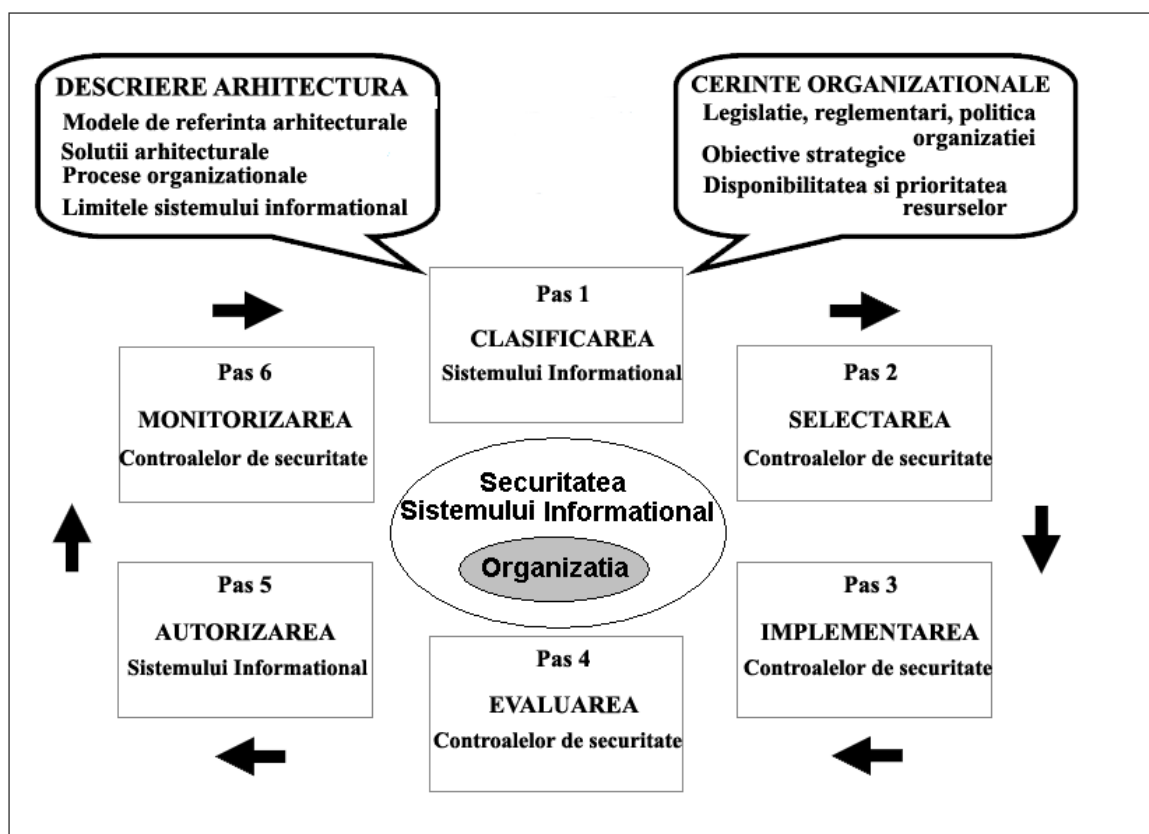 DESCRIERE ARHITECTURA
Modele de referinta arhitecturale
Solutii arhitecturale
Procese organizationale
Limitele sistemului informational
CERINTE ORGANIZATIONALE
Legislatie, reglementari, politica
organizatiei
Obiective strategice
Disponibilitatea si prioritatea
resurselor
Pas 1
CLASIFICAREA
Sistemului Informational
Pas 2
SELECTAREA
Controalelor de securitate
Pas 3
IMPLEMENTAREA
Controalelor de securitate
Pas 4
EVALUAREA
Controalelor de securitate
Pas 5
AUTORIZAREA
Sistemului Informational
Pas 6
MONITORIZAREA
Controalelor de securitate
Securitatea
Sistemului Informational
Organizatia